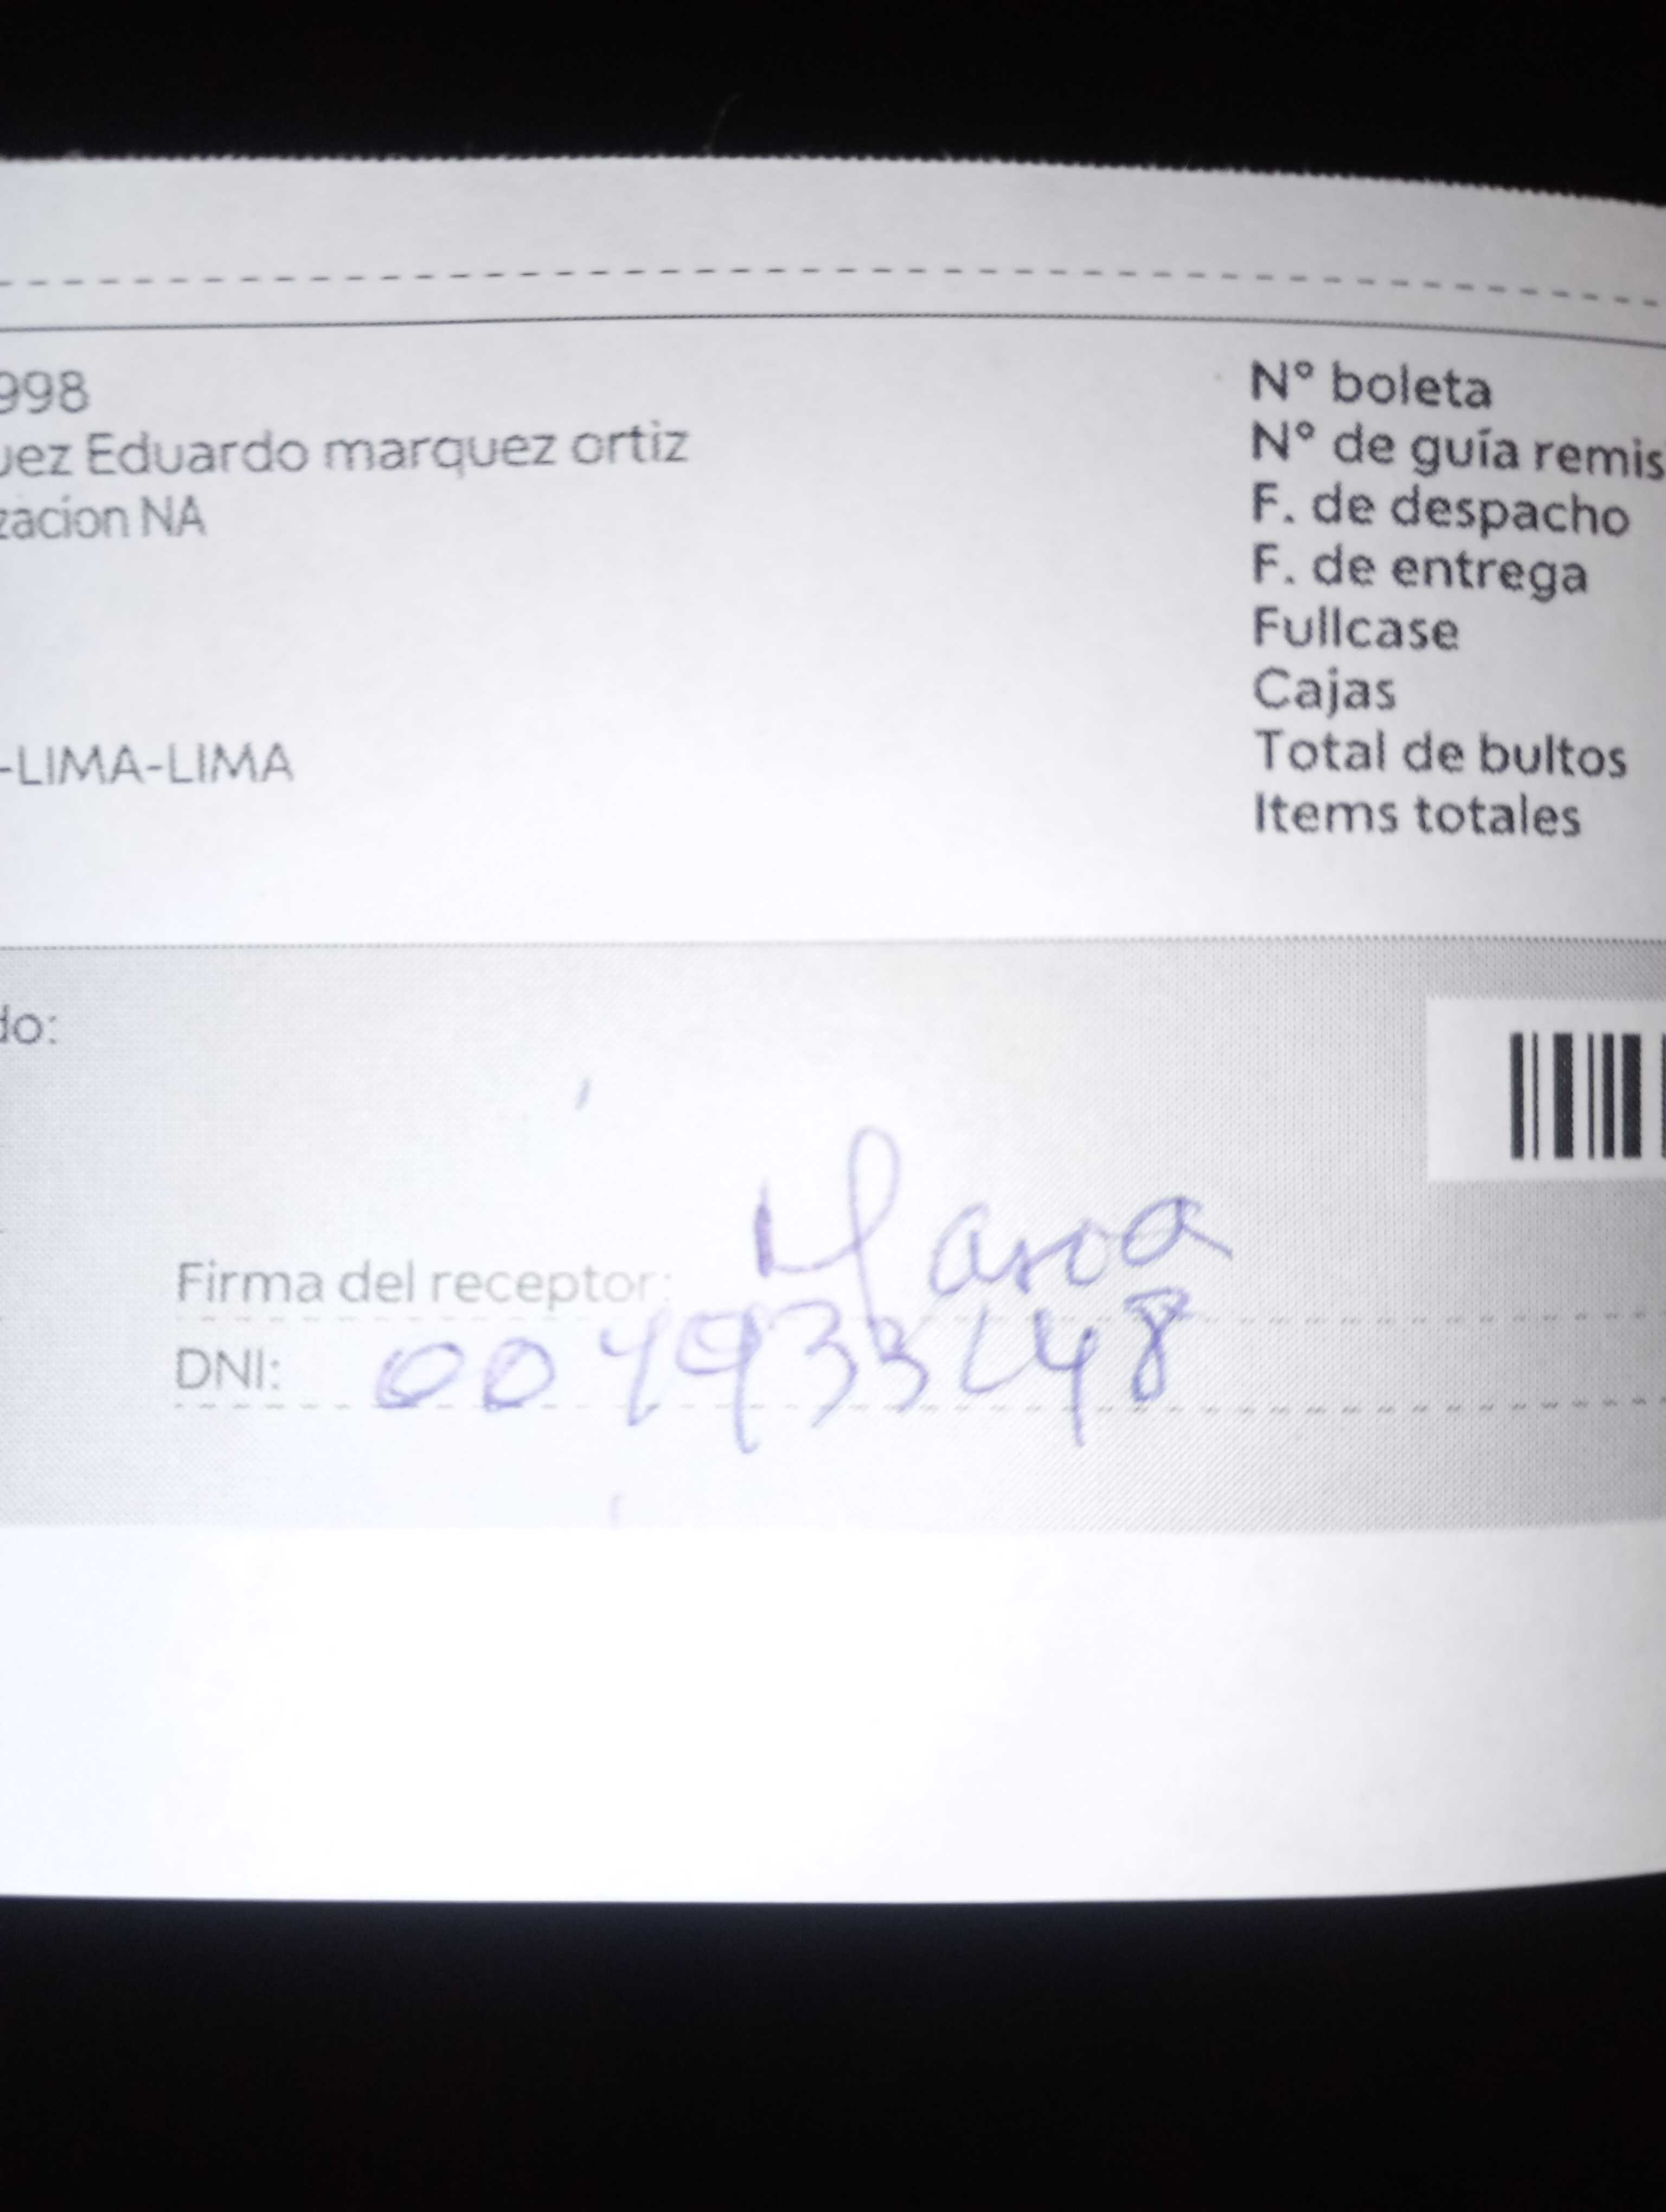 998
uez Eduardo marquez ortiz
zacion NA
-LIMA-LIMA
N° boleta
N° de guía remis
F. de despacho
F. de entrega
Fullcase
Cajas
Total de bultos
Items totales
do:
Firma del receptor:
DNI: